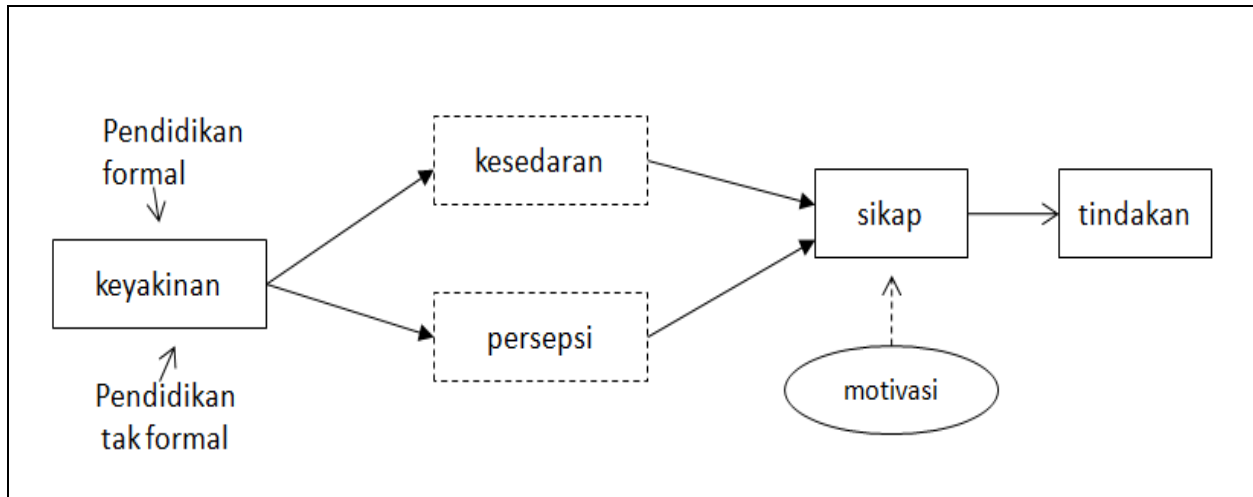 Pendidikan
formal
keyakinan
Pendidikan
tak formal
kesedaran
persepsi
sikap
motivasi
tindakan